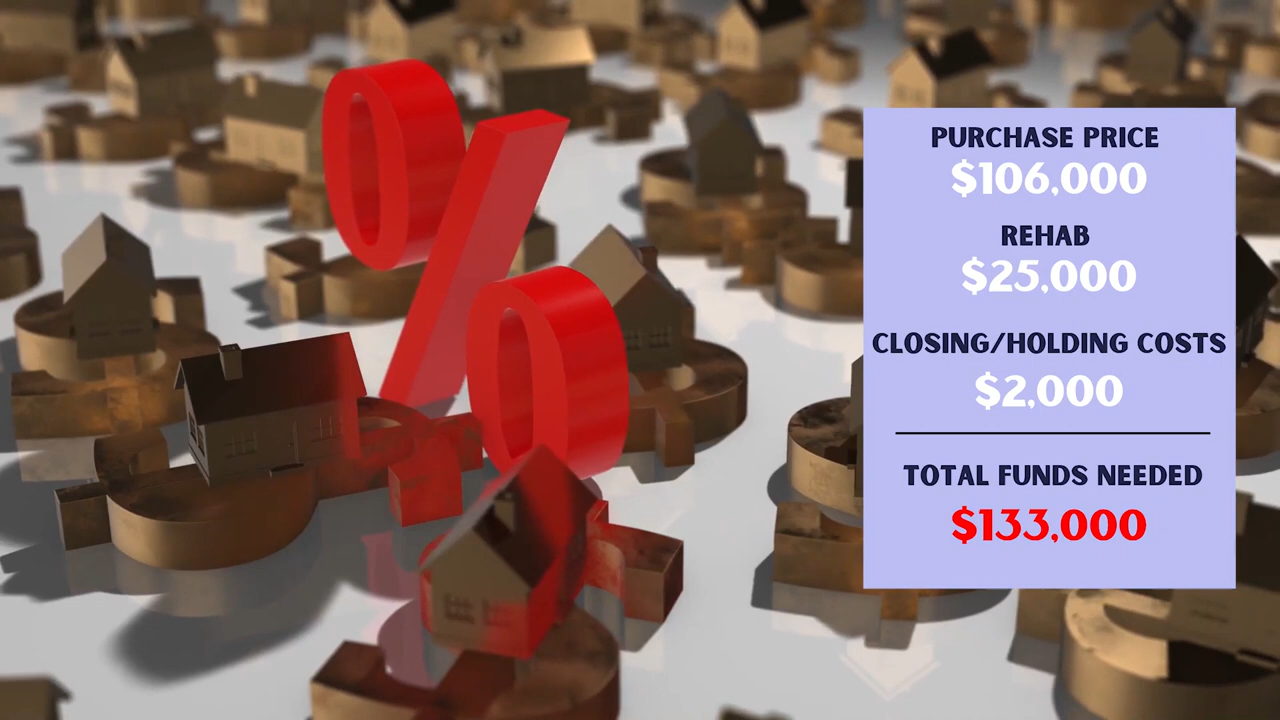 %
PURCHASE PRICE
$106,000
REHAB
$25,000
CLOSING/HOLDING COSTS
$2,000
TOTAL FUNDS NEEDED
$133,000